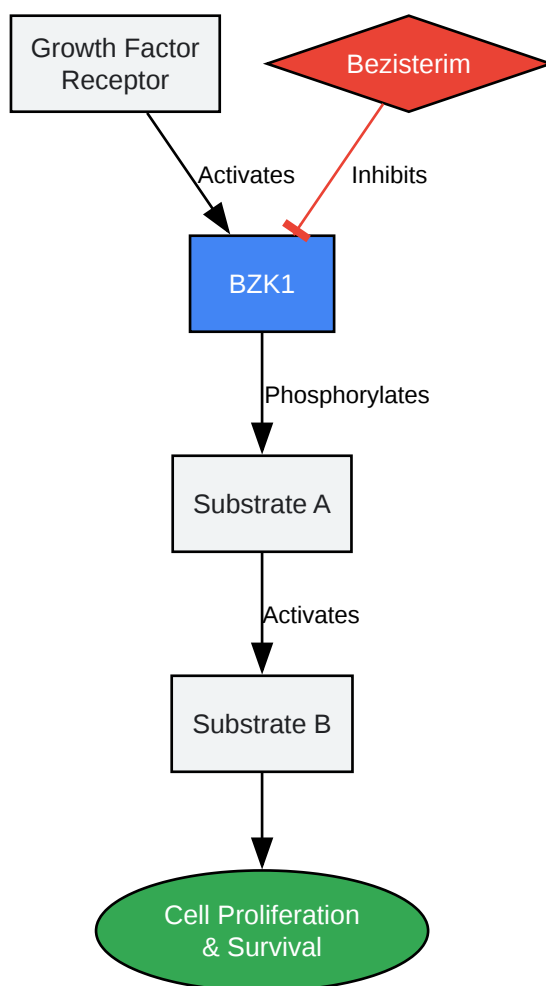 Growth Factor
Receptor
Bezisterim
Activates
Inhibits
BZK1
Phosphorylates
Substrate A
Activates
Substrate B
Cell Proliferation
& Survival